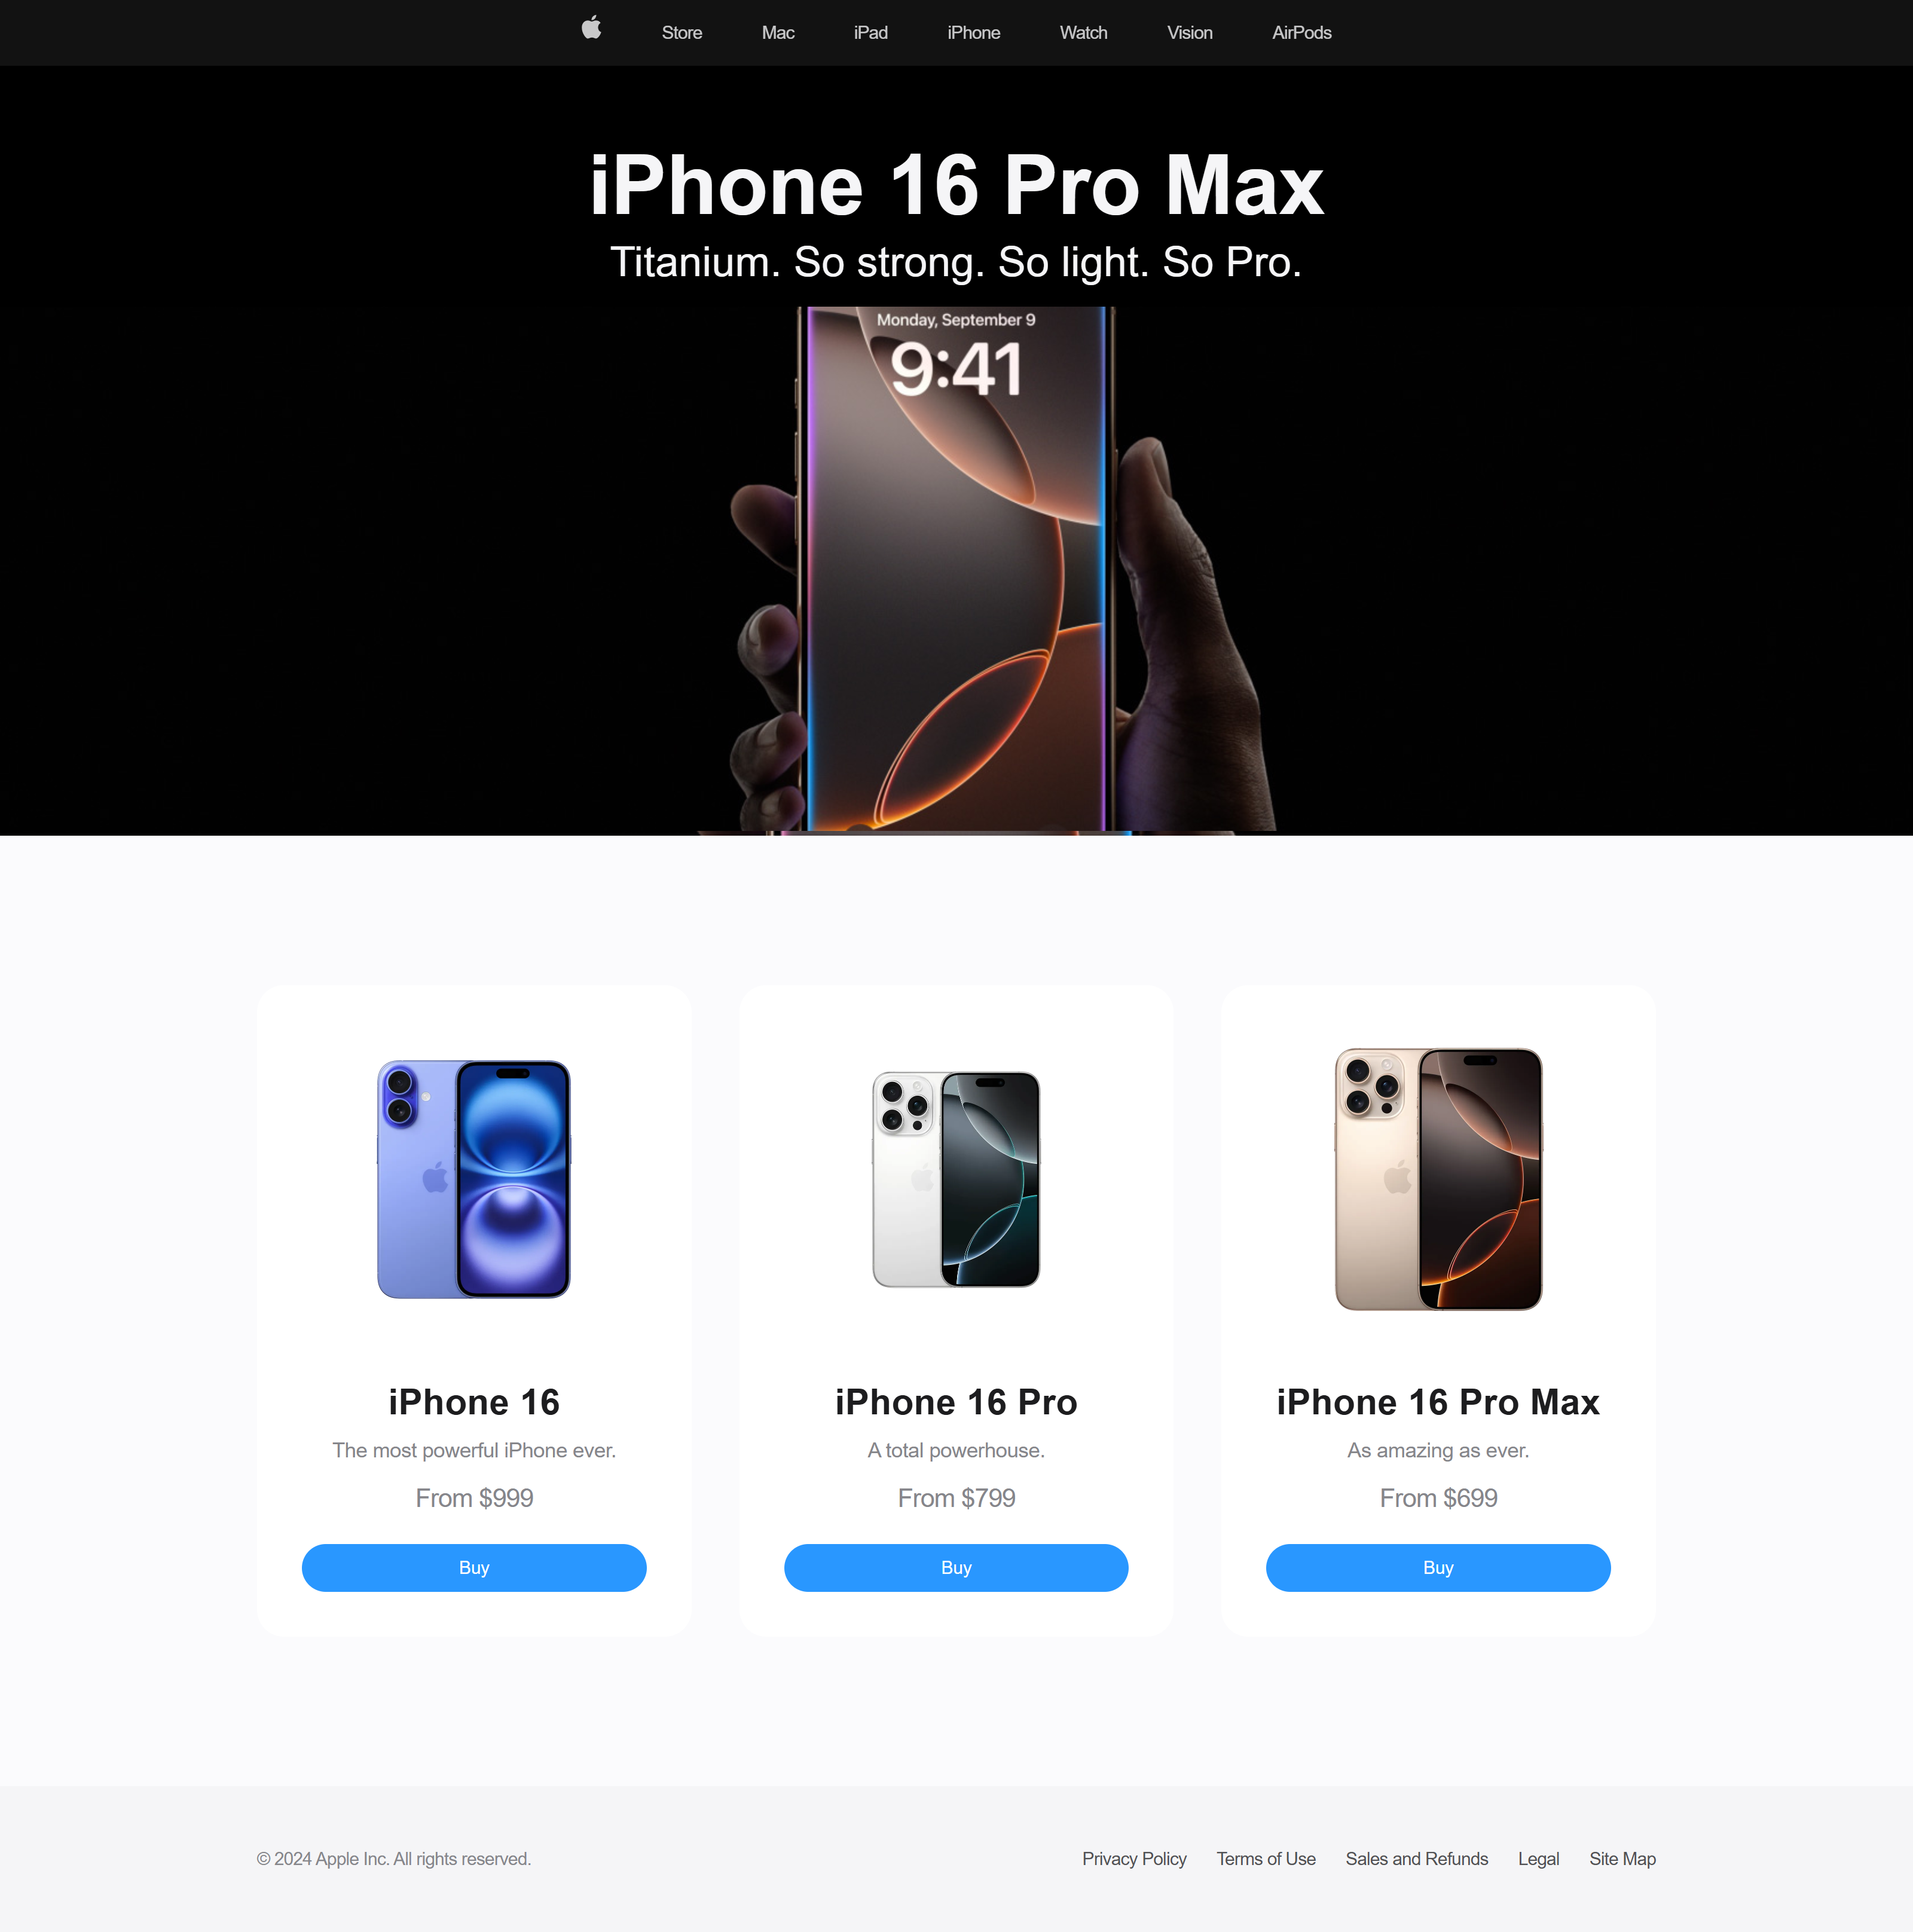 Store Mac iPad iPhone Watch Vision AirPods
iPhone 16 Pro Max
Titanium. So strong. So light. So Pro.
Monday, September 9
9:41
iPhone 16
The most powerful iPhone ever.
From $999
Buy
iPhone 16 Pro
A total powerhouse.
From $799
Buy
iPhone 16 Pro Max
As amazing as ever.
From $699
Buy
© 2024 Apple Inc. All rights reserved.
Privacy Policy Terms of Use Sales and Refunds Legal Site Map